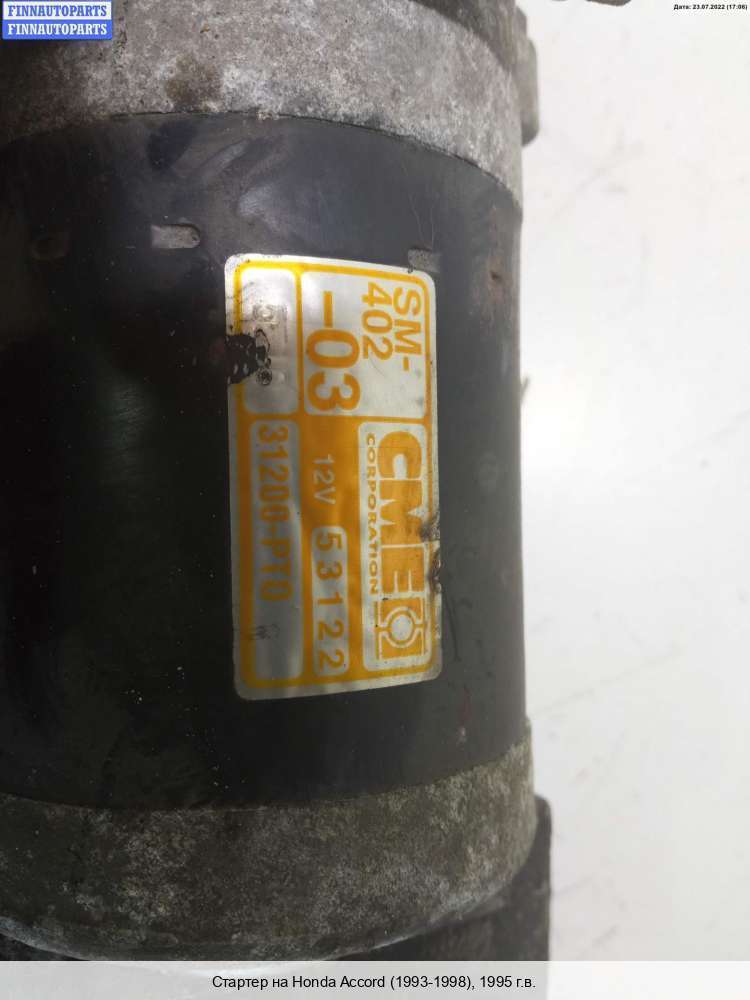 FINNAUTOPARTS
FINNAUTOPARTS
Дата: 23.07.2022 (17:06)
SM-
402
-03
CME
CORPORATION
12V 53122
31200-PT0
Стартер на Honda Accord (1993-1998), 1995 г.в.